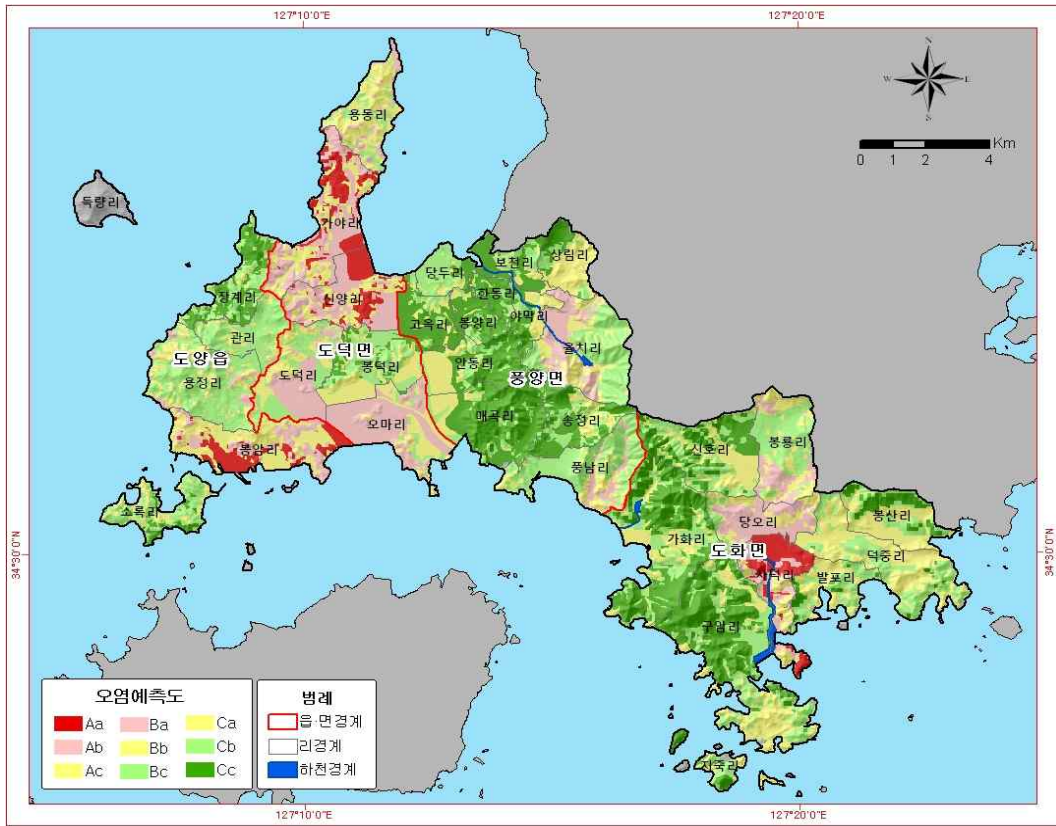 127°10'0"E
127°20'0"E
N
W
E
S
Km
0 1 2 4
용동리
득량리
가야리
상림리
보천리
당두리
한동리
장계리
신양리
고옥리
봉양리
야막리
관리
율치리
도양읍
도덕면
봉덕리
안동리
풍양면
용정리
도덕리
매곡리
송정리
오마리
봉암리
풍남리
신호리
봉룡리
소록리
당오리
봉산리
가화리
도화면
덕중리
사덕리
발포리
구암리
지죽리
34°30'0"N
34°30'0"N
오염예측도
Aa Ba Ca
Ab Bb Cb
Ac Bc Cc
범례
읍·면경계
리경계
하천경계
127°10'0"E
127°20'0"E